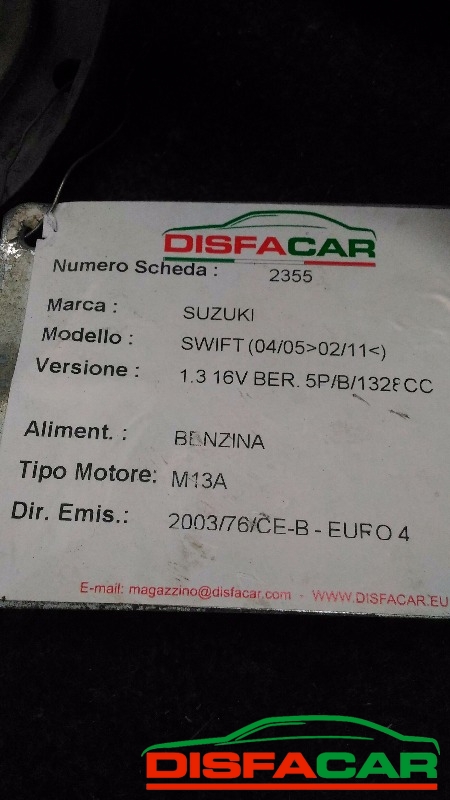 DISFACAR
Numero Scheda : 2355
Marca : SUZUKI
Modello : SWIFT (04/05>02/11<)
Versione : 1.3 16V BER. 5P/B/1328CC
Aliment. : BENZINA
Tipo Motore: M13A
Dir. Emis.: 2003/76/CE-B - EURO 4
E-mail: magazzino@disfacar.com - WWW.DISFACAR.EU
DISFACAR